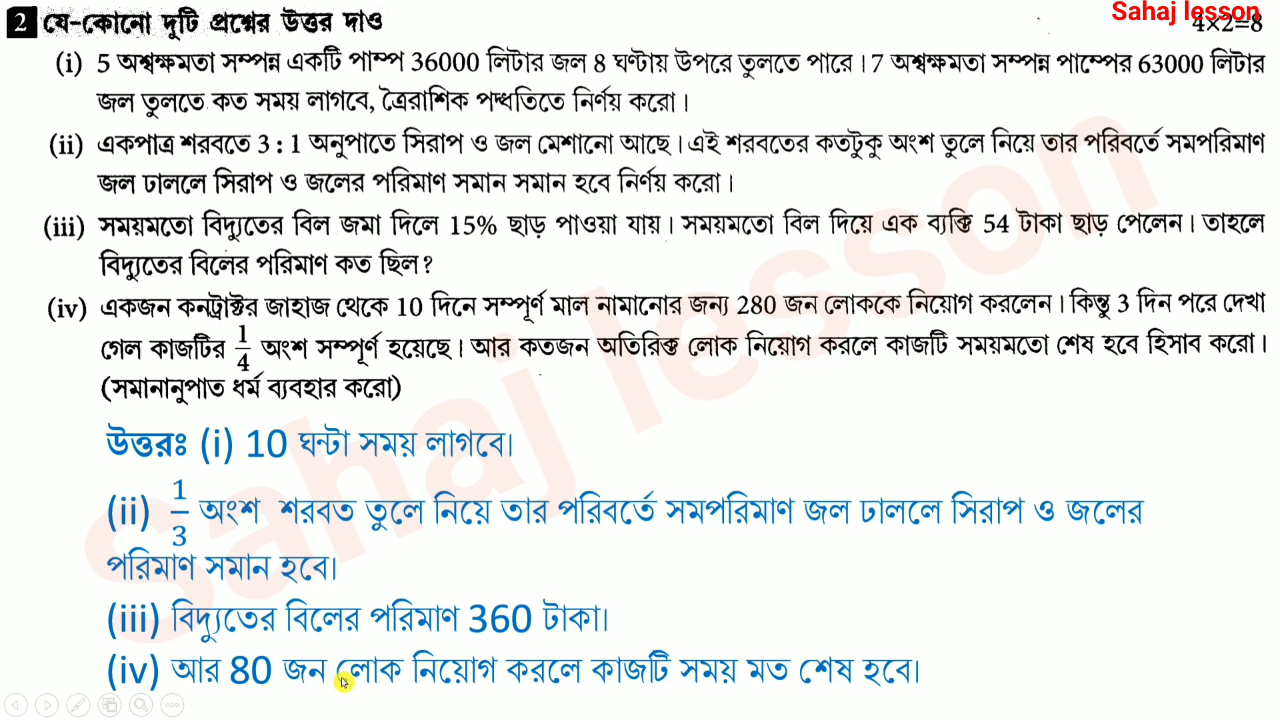 Sahaj lesson
2 যে-কোনো দুটি প্রশ্নের উত্তর দাও 4×2=8
(i) 5 অশ্বক্ষমতা সম্পন্ন একটি পাম্প 36000 লিটার জল 8 ঘণ্টায় উপরে তুলতে পারে। 7 অশ্বক্ষমতা সম্পন্ন পাম্পের 63000 লিটার
জল তুলতে কত সময় লাগবে, ত্রৈরাশিক পদ্ধতিতে নির্ণয় করো।
(ii) একপাত্র শরবতে 3 : 1 অনুপাতে সিরাপ ও জল মেশানো আছে। এই শরবতের কতটুকু অংশ তুলে নিয়ে তার পরিবর্তে সমপরিমাণ
জল ঢাললে সিরাপ ও জলের পরিমাণ সমান সমান হবে নির্ণয় করো।
(iii) সময়মতো বিদ্যুতের বিল জমা দিলে 15% ছাড় পাওয়া যায়। সময়মতো বিল দিয়ে এক ব্যক্তি 54 টাকা ছাড় পেলেন। তাহলে
বিদ্যুতের বিলের পরিমাণ কত ছিল?
(iv) একজন কনট্রাক্টর জাহাজ থেকে 10 দিনে সম্পূর্ণ মাল নামানোর জন্য 280 জন লোককে নিয়োগ করলেন। কিন্তু 3 দিন পরে দেখা
গেল কাজটির 1/4 অংশ সম্পূর্ণ হয়েছে। আর কতজন অতিরিক্ত লোক নিয়োগ করলে কাজটি সময়মতো শেষ হবে হিসাব করো।
(সমানানুপাত ধর্ম ব্যবহার করো)
উত্তরঃ (i) 10 ঘন্টা সময় লাগবে।
(ii) 1/3 অংশ শরবত তুলে নিয়ে তার পরিবর্তে সমপরিমাণ জল ঢাললে সিরাপ ও জলের
পরিমাণ সমান হবে।
(iii) বিদ্যুতের বিলের পরিমাণ 360 টাকা।
(iv) আর 80 জন লোক নিয়োগ করলে কাজটি সময় মত শেষ হবে।
Sahaj lesson